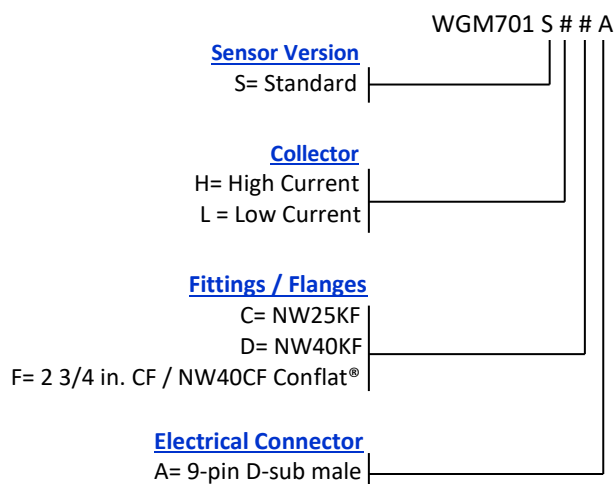 WGM701 S # # A
Sensor Version
S= Standard
Collector
H= High Current
L = Low Current
Fittings / Flanges
C= NW25KF
D= NW40KF
F= 2 3/4 in. CF / NW40CF Conflat®
Electrical Connector
A= 9-pin D-sub male